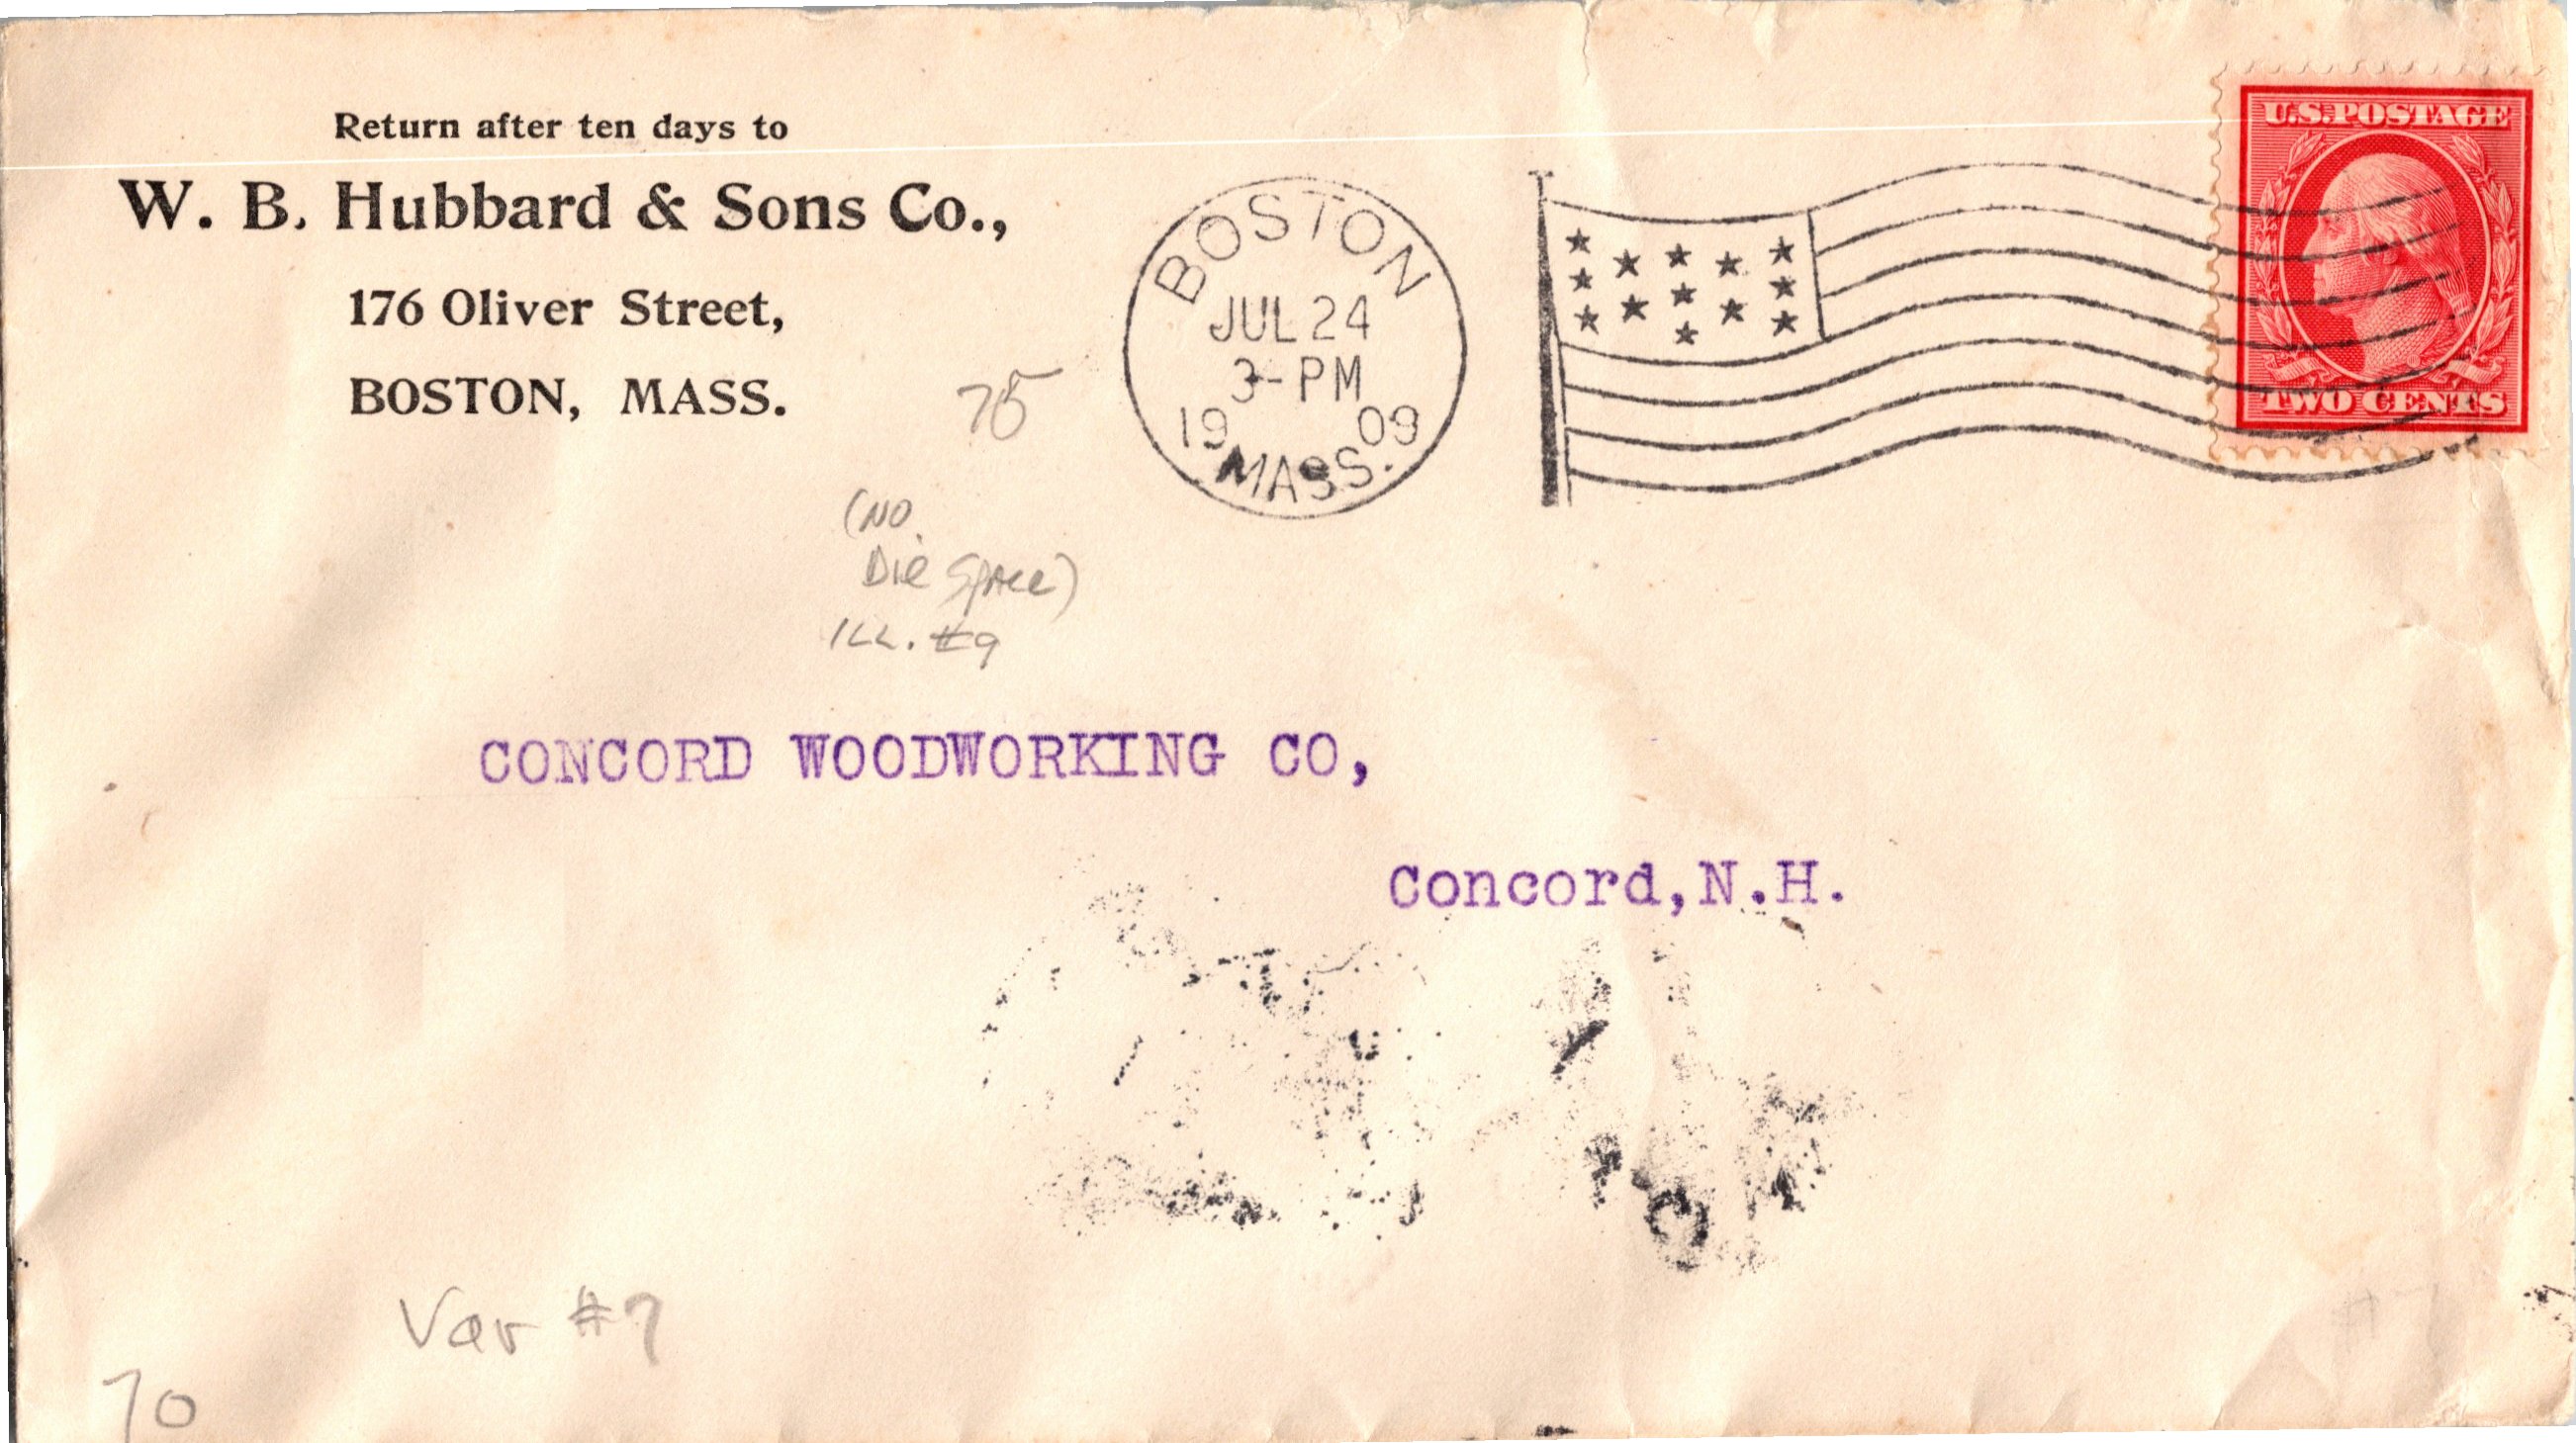 Return after ten days to
W. B. Hubbard & Sons Co.,
176 Oliver Street,
BOSTON, MASS.
75
BOSTON
JUL 24
3-PM
19 09
MASS.
U.S. POSTAGE
TWO CENTS
(NO
Die Space)
ILL. #9
CONCORD WOODWORKING CO,
Concord,N.H.
Var #7
70